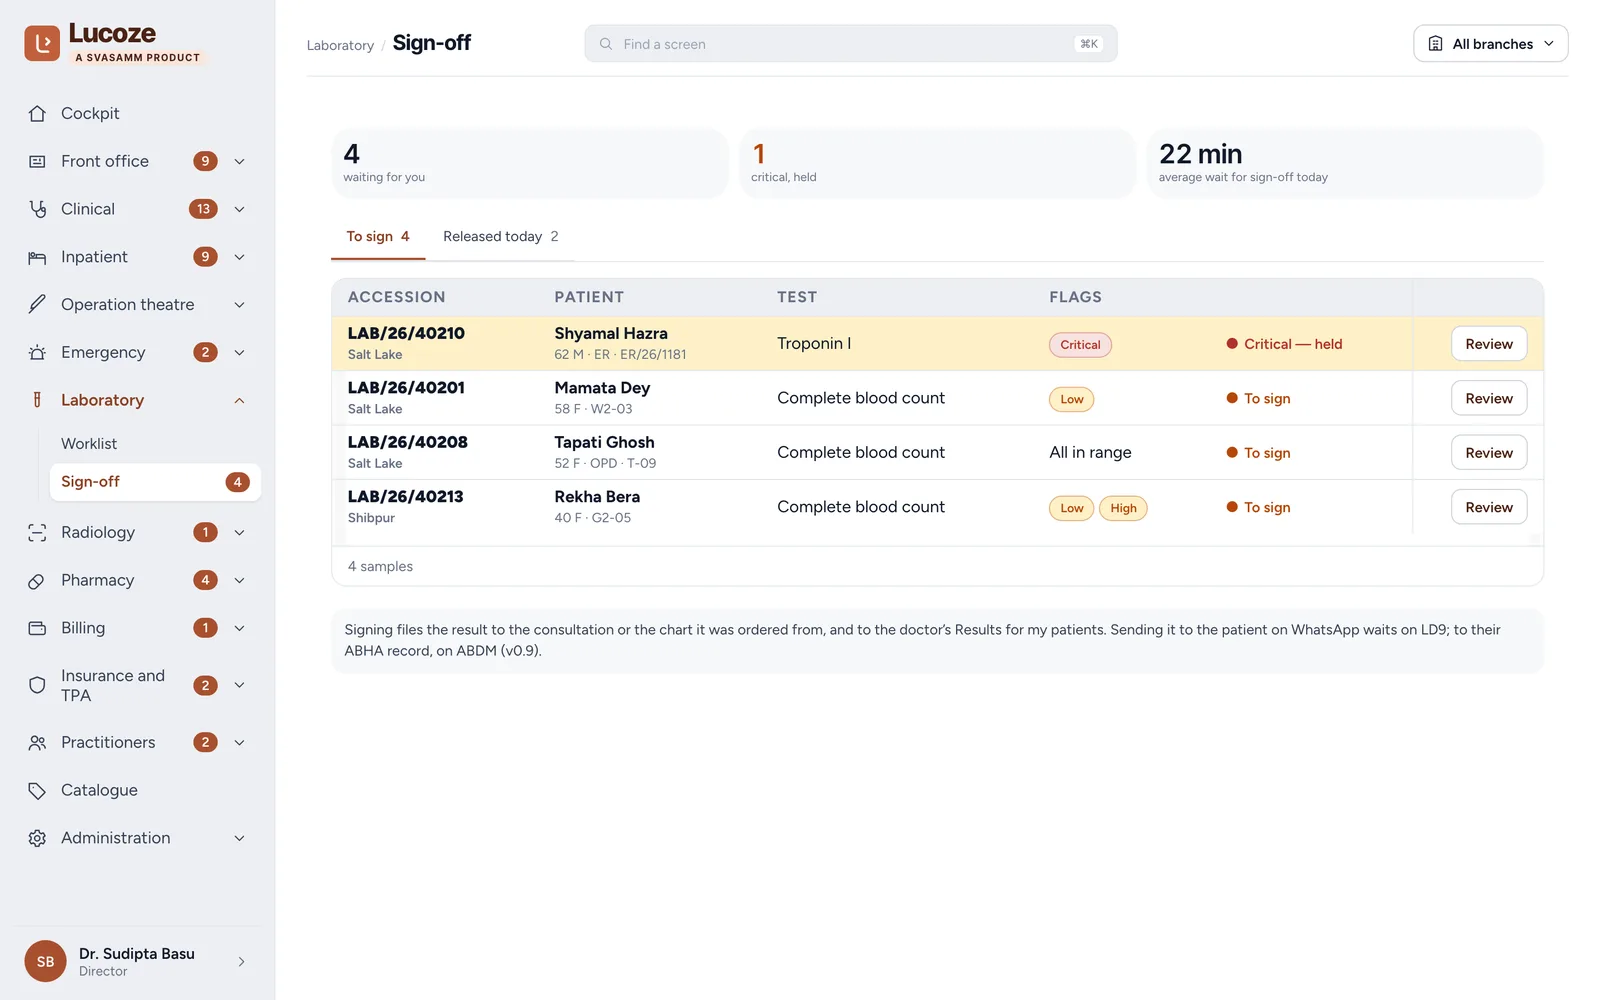 Lucoze
A SVASAMM PRODUCT
Cockpit
Front office 9
Clinical 13
Inpatient 9
Operation theatre
Emergency 2
Laboratory
Worklist
Sign-off 4
Radiology 1
Pharmacy 4
Billing 1
Insurance and
TPA 2
Practitioners 2
Catalogue
Administration
SB Dr. Sudipta Basu
Director
Laboratory / Sign-off
Find a screen ⌘K
All branches
4
waiting for you
1
critical, held
22 min
average wait for sign-off today
To sign 4 Released today 2
ACCESSION PATIENT TEST FLAGS
LAB/26/40210 Shyamal Hazra Troponin I Critical Critical — held Review
Salt Lake 62 M · ER · ER/26/1181
LAB/26/40201 Mamata Dey Complete blood count Low To sign Review
Salt Lake 58 F · W2-03
LAB/26/40208 Tapati Ghosh Complete blood count All in range To sign Review
Salt Lake 52 F · OPD · T-09
LAB/26/40213 Rekha Bera Complete blood count Low High To sign Review
Shibpur 40 F · G2-05
4 samples
Signing files the result to the consultation or the chart it was ordered from, and to the doctor’s Results for my patients. Sending it to the patient on WhatsApp waits on LD9; to their
ABHA record, on ABDM (v0.9).